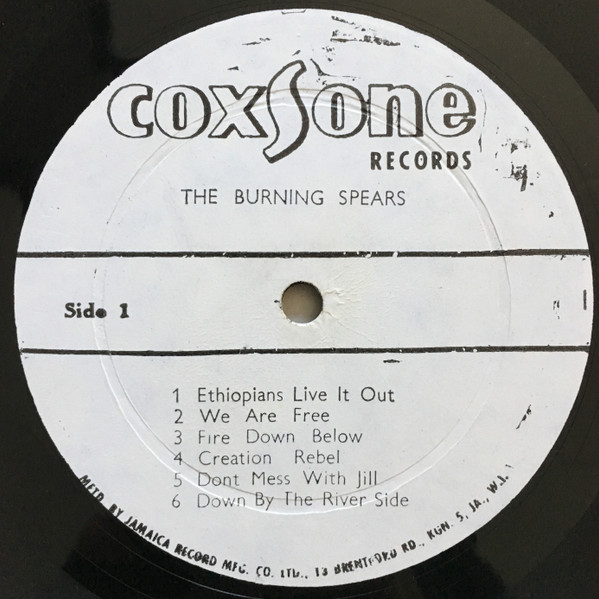 coxsone
RECORDS
THE BURNING SPEARS
Side 1
1 Ethiopians Live It Out
2 We Are Free
3 Fire Down Below
4 Creation Rebel
5 Dont Mess With Jill
6 Down By The River Side
MFTD. BY JAMAICA RECORD MFG. CO. LTD., 13 BRENTFORD RD., KGN. 5, JA., W.I.